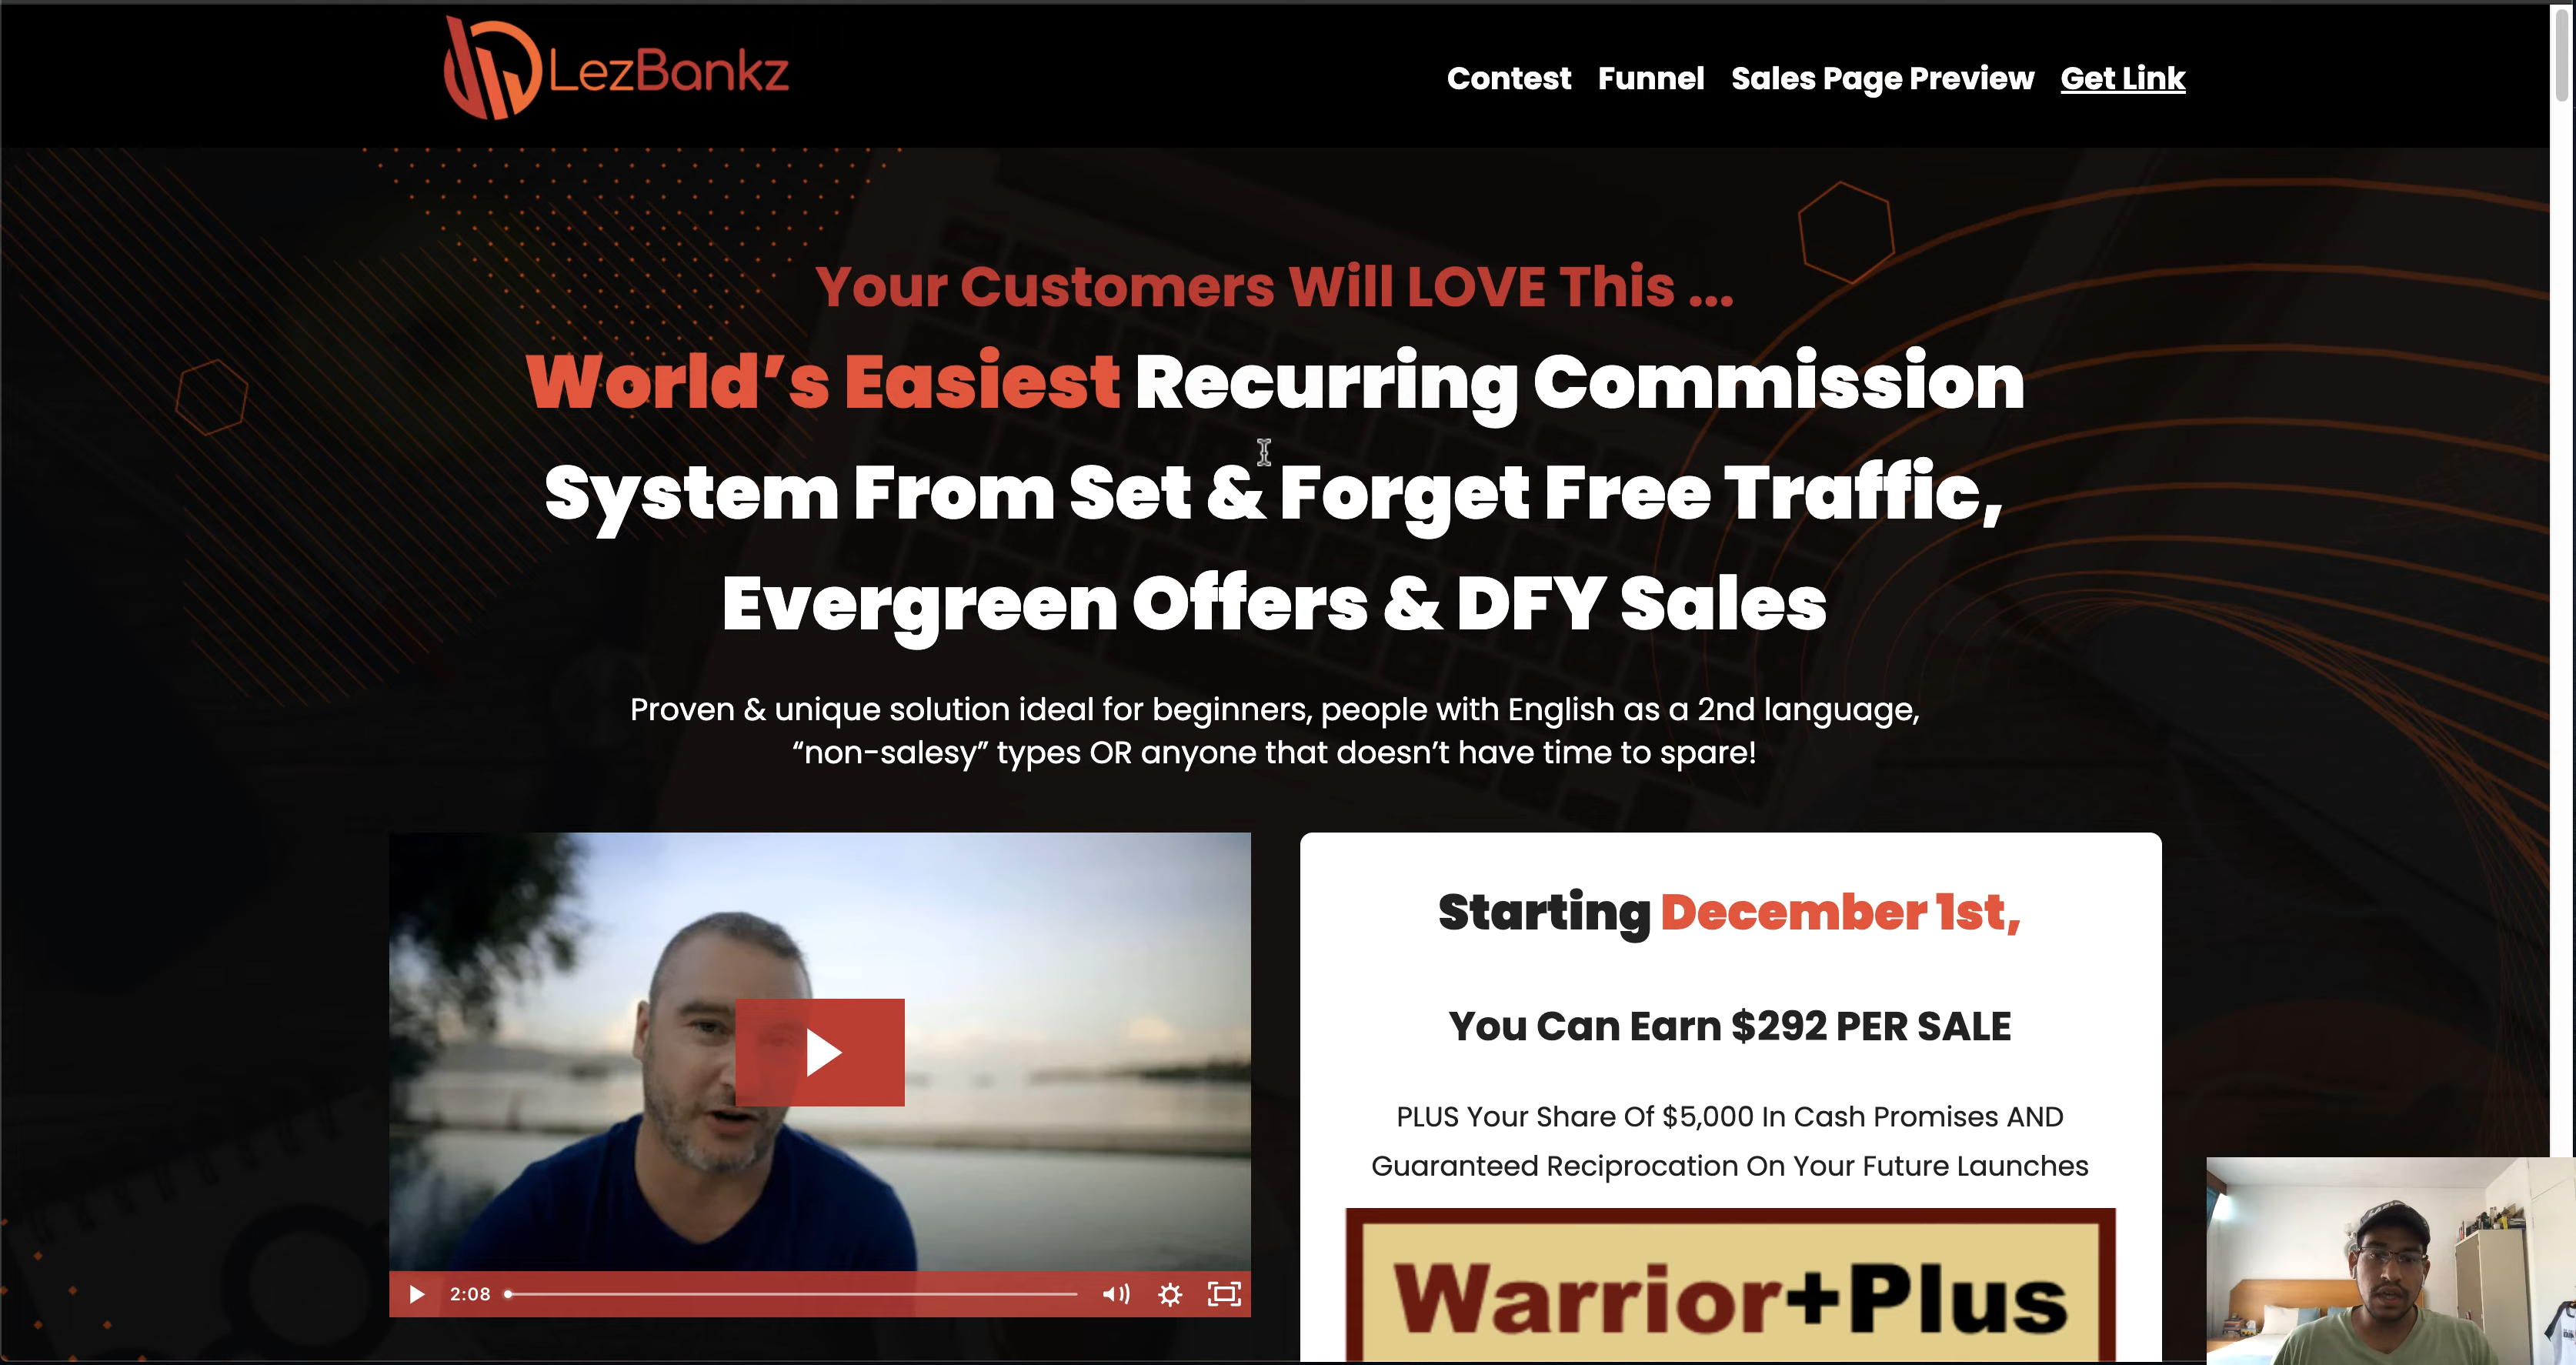 LezBankz
Contest Funnel Sales Page Preview Get Link
Your Customers Will LOVE This ...
World's Easiest Recurring Commission
System From Set & Forget Free Traffic,
Evergreen Offers & DFY Sales
Proven & unique solution ideal for beginners, people with English as a 2nd language,
“non-salesy” types OR anyone that doesn't have time to spare!
2:08
Starting December 1st,
You Can Earn $292 PER SALE
PLUS Your Share Of $5,000 In Cash Promises AND
Guaranteed Reciprocation On Your Future Launches
Warrior+Plus